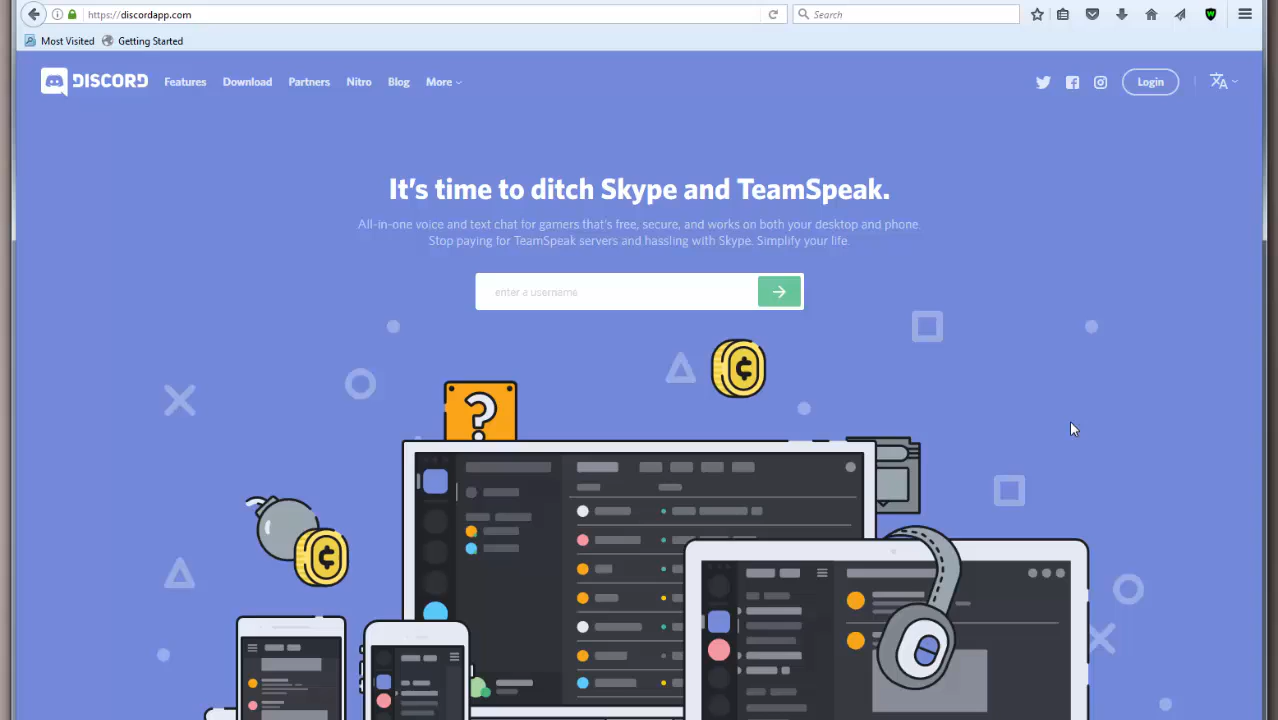 https://discordapp.com
Search
Most Visited
Getting Started
DISCORD
Features
Download
Partners
Nitro
Blog
More
Login
It's time to ditch Skype and TeamSpeak.
All-in-one voice and text chat for gamers that's free, secure, and works on both your desktop and phone.
Stop paying for TeamSpeak servers and hassling with Skype. Simplify your life.
enter a username
?